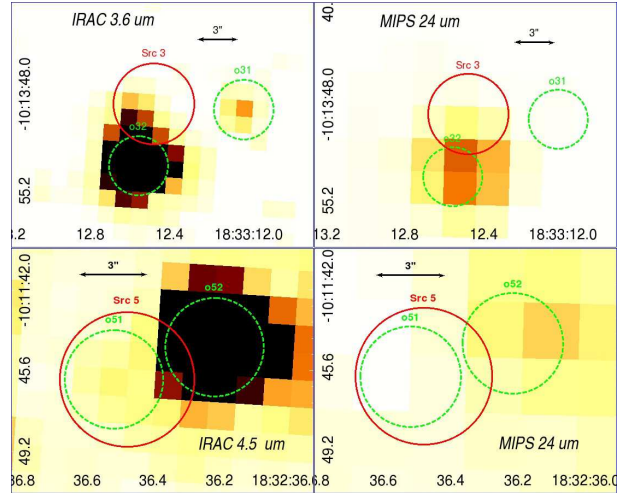 IRAC 3.6 um
3"
Src 3
o31
o32
-10:13:48.0
55.2
3.2
12.8
12.4
18:33:12.0
MIPS 24 um
3"
Src 3
o31
40.
-10:13:48.0
55.2
13.2
12.8
12.4
18:33:12.0
3"
Src 5
o51
o52
-10:11:42.0
45.6
49.2
IRAC 4.5 um
36.8
36.6
36.4
36.2
18:32:36.0
3"
Src 5
o51
o52
-10:11:42.0
45.6
49.2
MIPS 24 um
6.8
36.6
36.4
36.2
18:32:36.0